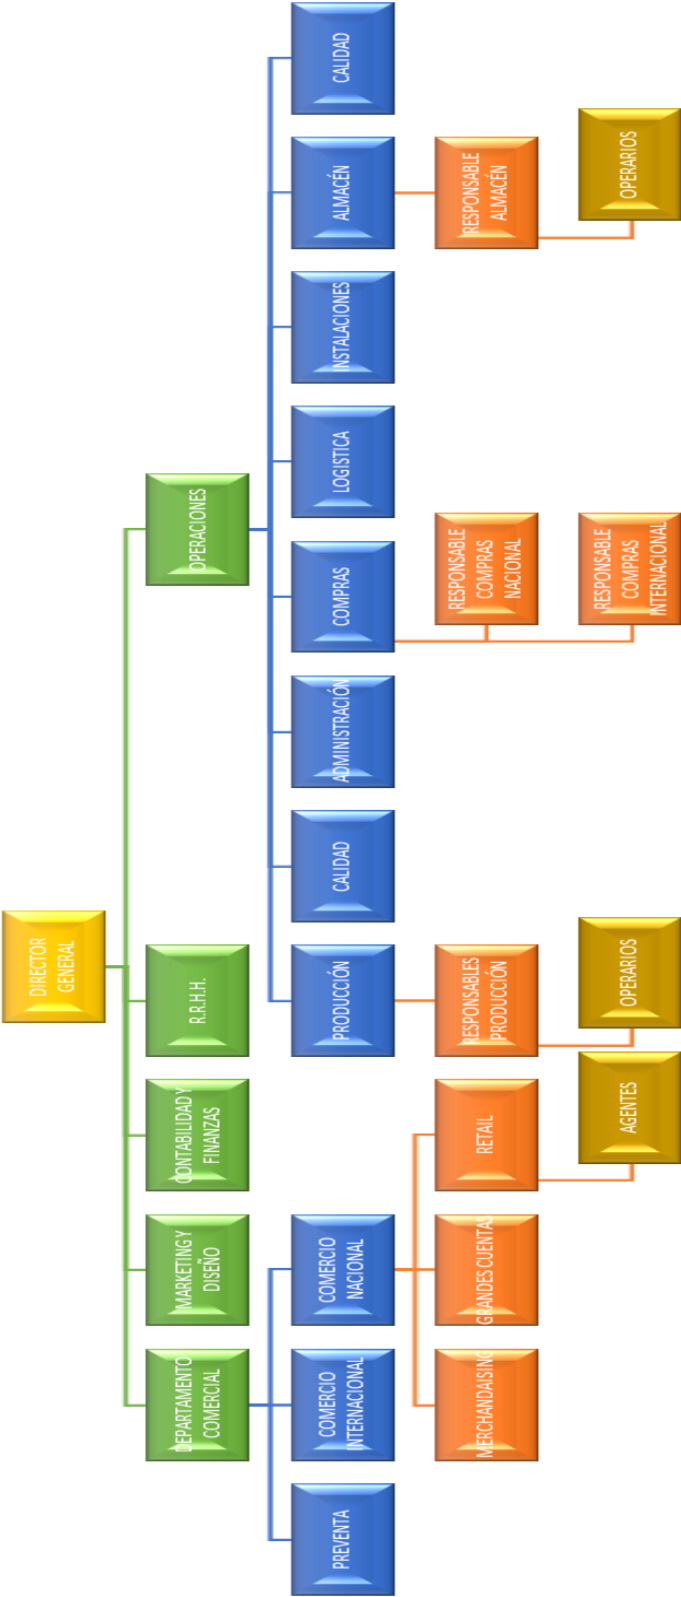 DIRECTOR
GENERAL
DEPARTAMENTO
COMERCIAL
MARKETING Y
DISEÑO
CONTABILIDAD Y
FINANZAS
R.R.H.H.
OPERACIONES
PREVENTA
COMERCIO
INTERNACIONAL
COMERCIO
NACIONAL
PRODUCCIÓN
CALIDAD
ADMINISTRACIÓN
COMPRAS
LOGISTICA
INSTALACIONES
ALMACÉN
CALIDAD
MERCHANDAISING
GRANDES CUENTAS
RETAIL
RESPONSABLES
PRODUCCIÓN
RESPONSABLE
COMPRAS
NACIONAL
RESPONSABLE
ALMACÉN
AGENTES
OPERARIOS
RESPONSABLE
COMPRAS
INTERNACIONAL
OPERARIOS